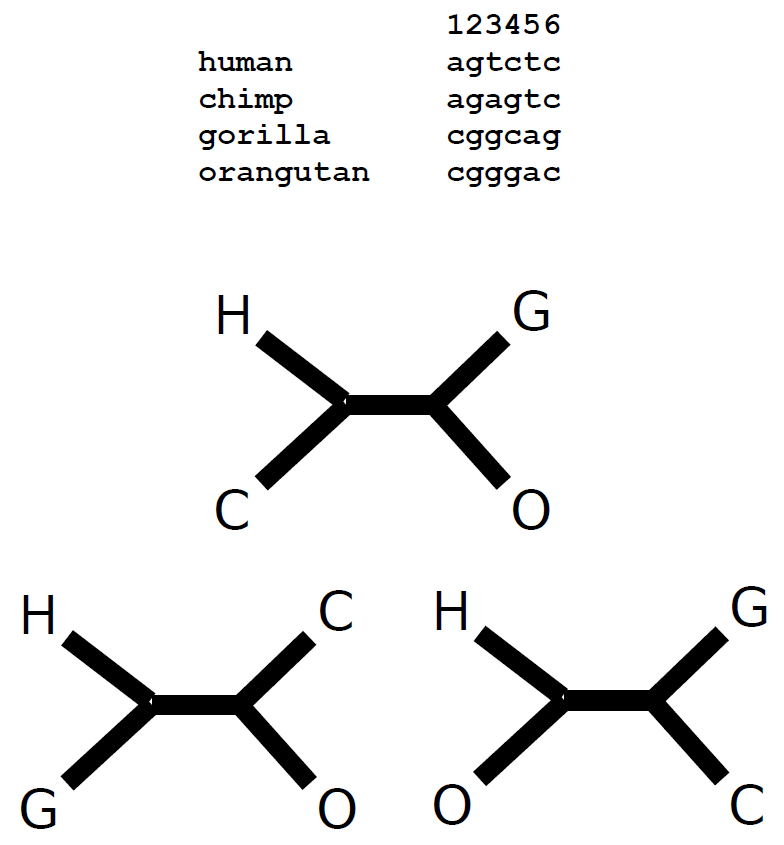 123456
human agtctc
chimp agagtc
gorilla cggcag
orangutan cgggac
H G
C O
H C H G
G O O C